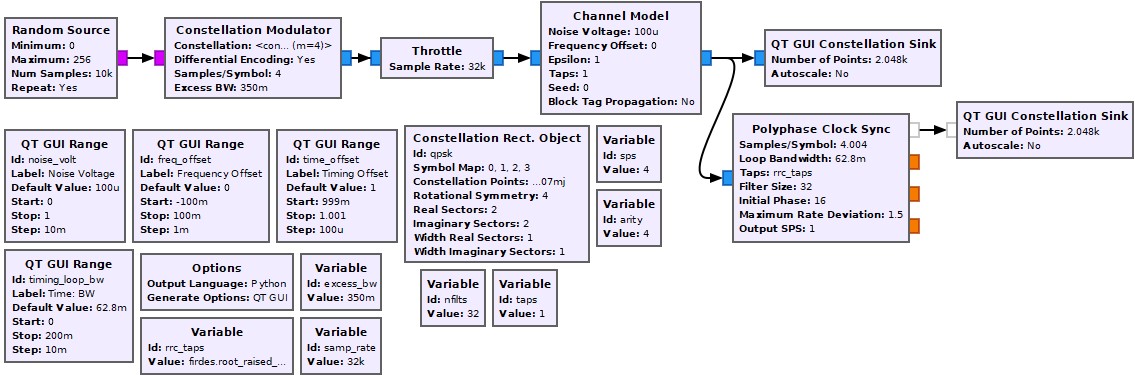 Random Source
Minimum: 0
Maximum: 256
Num Samples: 10k
Repeat: Yes
Constellation Modulator
Constellation: <con... (m=4)>
Differential Encoding: Yes
Samples/Symbol: 4
Excess BW: 350m
Throttle
Sample Rate: 32k
Channel Model
Noise Voltage: 100u
Frequency Offset: 0
Epsilon: 1
Taps: 1
Seed: 0
Block Tag Propagation: No
QT GUI Constellation Sink
Number of Points: 2.048k
Autoscale: No
Polyphase Clock Sync
Samples/Symbol: 4.004
Loop Bandwidth: 62.8m
Taps: rrc_taps
Filter Size: 32
Initial Phase: 16
Maximum Rate Deviation: 1.5
Output SPS: 1
QT GUI Constellation Sink
Number of Points: 2.048k
Autoscale: No
QT GUI Range
Id: noise_volt
Label: Noise Voltage
Default Value: 100u
Start: 0
Stop: 1
Step: 10m
QT GUI Range
Id: freq_offset
Label: Frequency Offset
Default Value: 0
Start: -100m
Stop: 100m
Step: 1m
QT GUI Range
Id: time_offset
Label: Timing Offset
Default Value: 1
Start: 999m
Stop: 1.001
Step: 100u
Constellation Rect. Object
Id: qpsk
Symbol Map: 0, 1, 2, 3
Constellation Points: ...07mj
Rotational Symmetry: 4
Real Sectors: 2
Imaginary Sectors: 2
Width Real Sectors: 1
Width Imaginary Sectors: 1
Variable
Id: sps
Value: 4
Variable
Id: arity
Value: 4
QT GUI Range
Id: timing_loop_bw
Label: Time: BW
Default Value: 62.8m
Start: 0
Stop: 200m
Step: 10m
Options
Output Language: Python
Generate Options: QT GUI
Variable
Id: excess_bw
Value: 350m
Variable
Id: nfilts
Value: 32
Variable
Id: taps
Value: 1
Variable
Id: rrc_taps
Value: firdes.root_raised_...
Variable
Id: samp_rate
Value: 32k